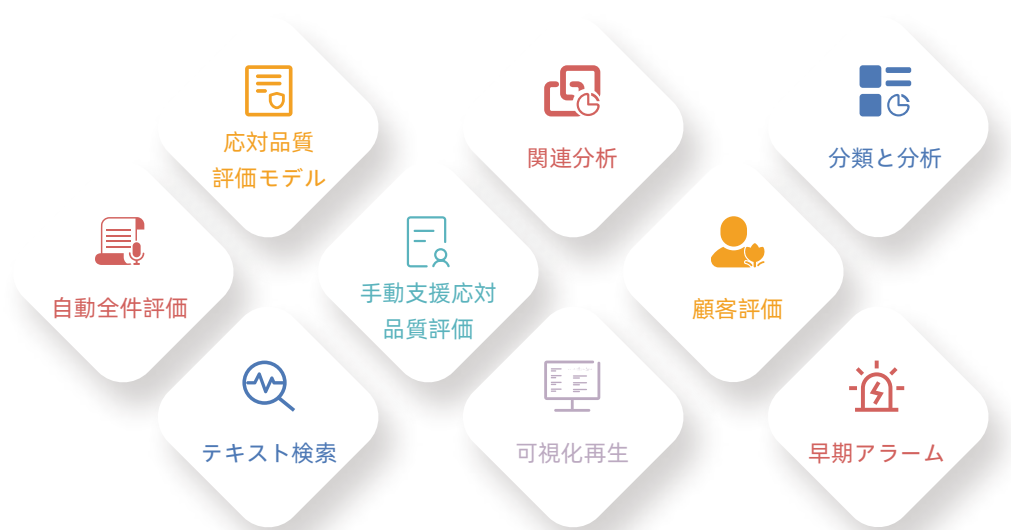 応対品質
評価モデル
関連分析
分類と分析
自動全件評価
手動支援応対
品質評価
顧客評価
テキスト検索
可視化再生
早期アラーム